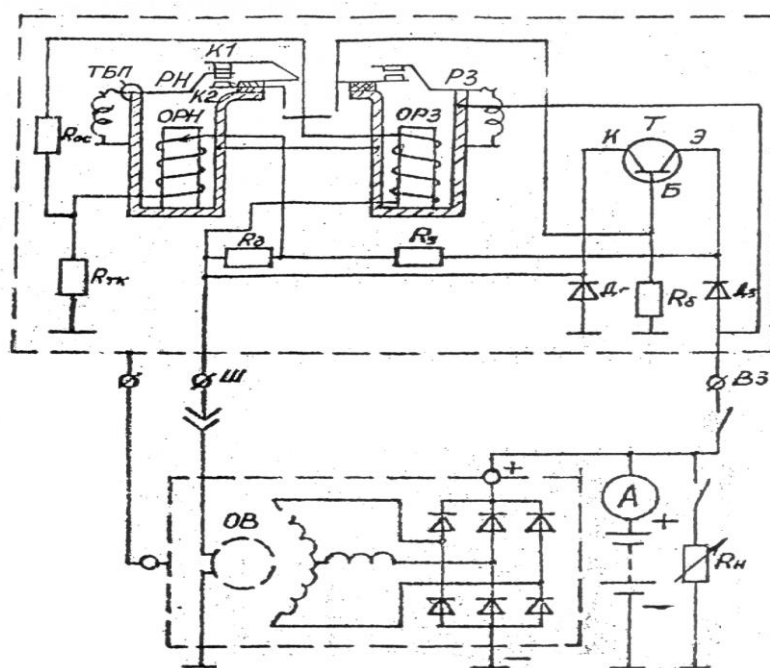 К1
ТБП
РН
РЗ
К2
ОРН
ОРЗ
К
Т
Э
Б
Rос
Rд
Rз
Rтк
Дг
Rб
Дз
Ш
ВЗ
+
ОВ
А
+
Rн
−
−